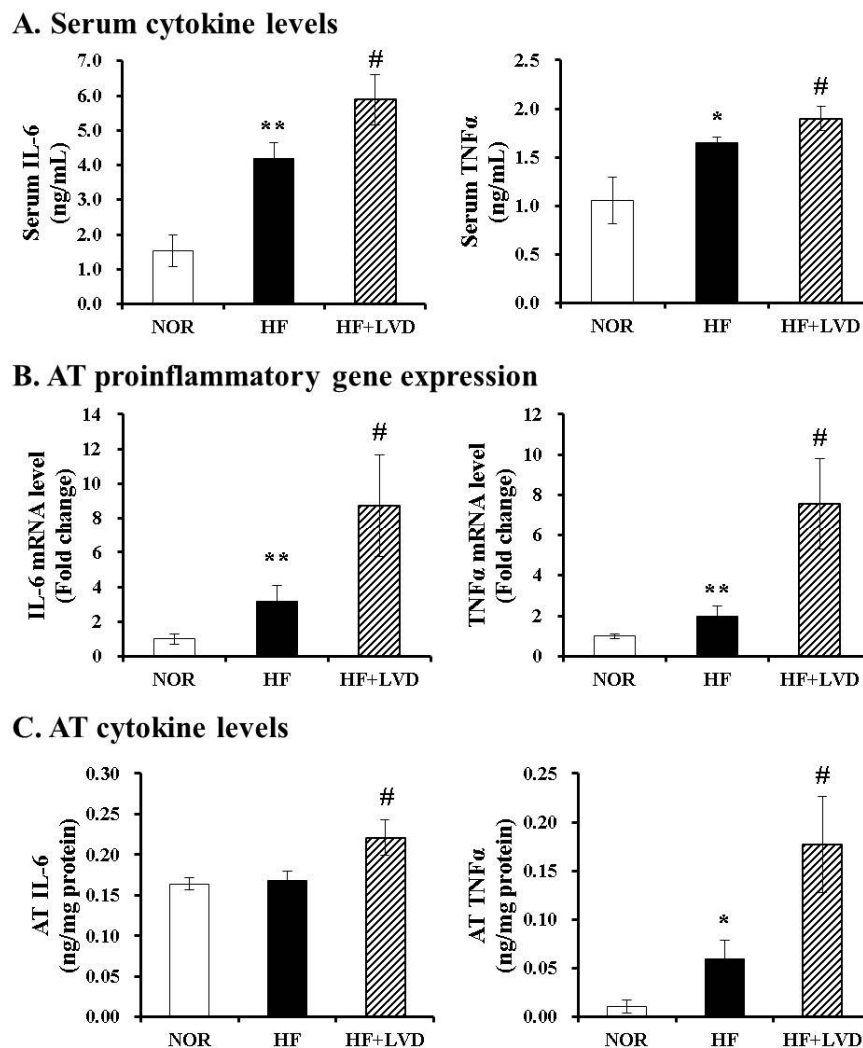 A. Serum cytokine levels
Serum IL-6
(ng/mL)
7.0
6.0
5.0
4.0
3.0
2.0
1.0
0.0
**
#
NOR HF HF+LVD
Serum TNFα
(ng/mL)
2.5
2.0
1.5
1.0
0.5
0.0
*
#
NOR HF HF+LVD
B. AT proinflammatory gene expression
IL-6 mRNA level
(Fold change)
14
12
10
8
6
4
2
0
**
#
NOR HF HF+LVD
TNFα mRNA level
(Fold change)
12
10
8
6
4
2
0
**
#
NOR HF HF+LVD
C. AT cytokine levels
AT IL-6
(ng/mg protein)
0.30
0.25
0.20
0.15
0.10
0.05
0.00
#
NOR HF HF+LVD
AT TNFα
(ng/mg protein)
0.25
0.20
0.15
0.10
0.05
0.00
*
#
NOR HF HF+LVD